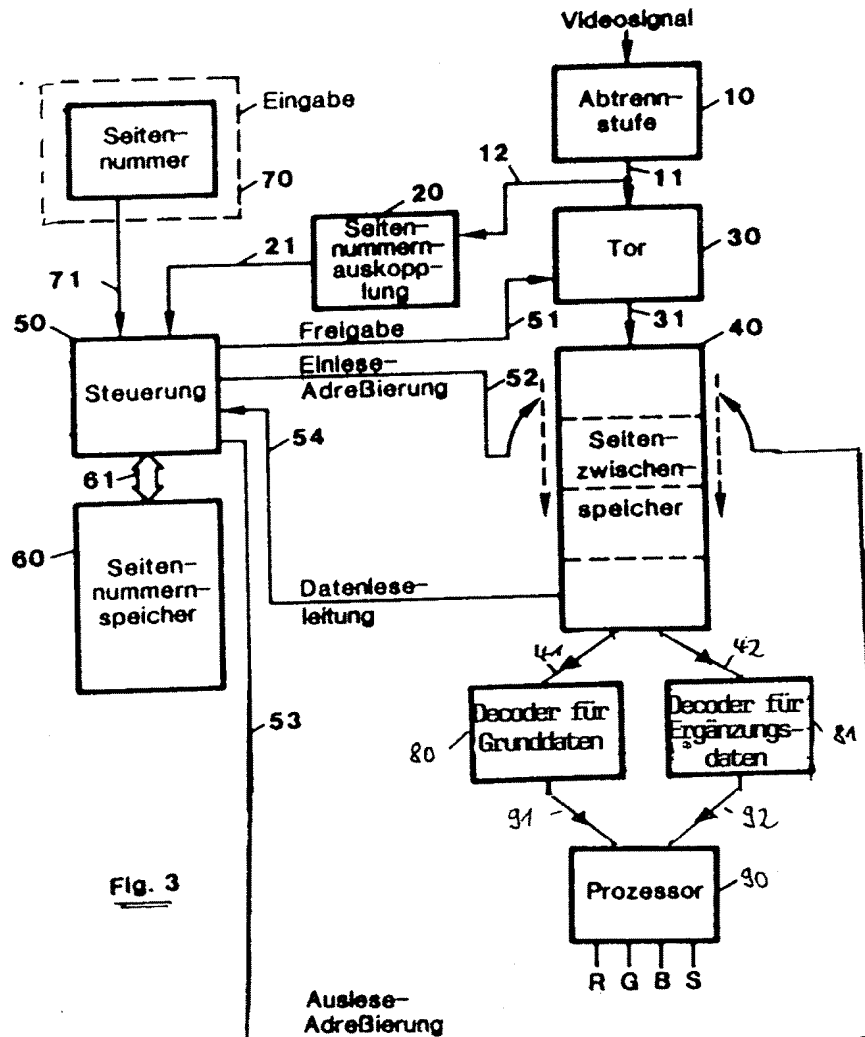 Videosignal
Abtrenn-
stufe
10
Eingabe
Seiten-
nummer
70
12
11
20
Seiten-
nummern-
auskopp-
lung
Tor
30
21
71
50
Freigabe
51
31
40
Steuerung
Einlese-
Adreßierung
52
54
Seiten-
zwischen-
speicher
61
60
Seiten-
nummern-
speicher
Datenlese-
leitung
41
42
53
80
Decoder für
Grunddaten
Decoder für
Ergänzungs-
daten
81
91
92
Prozessor
90
R G B S
Fig. 3
Auslese-
Adreßierung